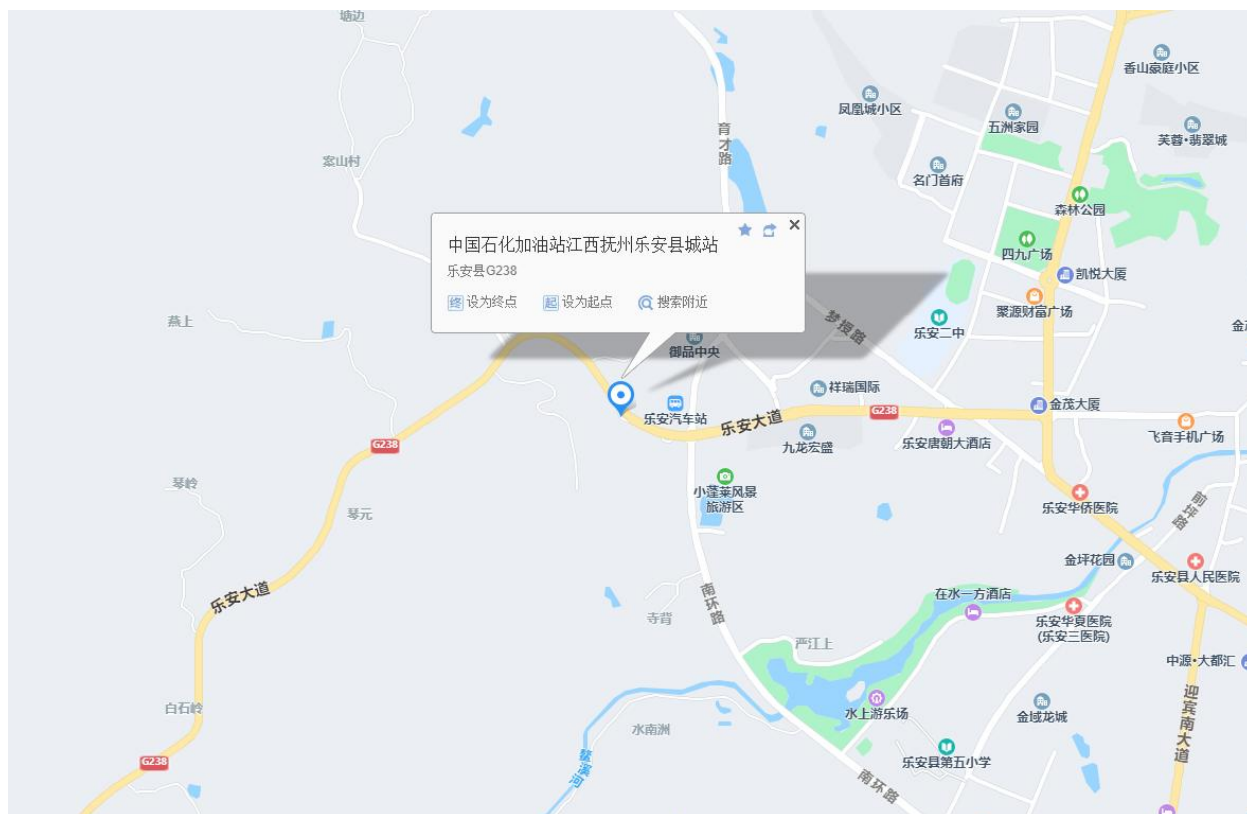 塘边
香山豪庭小区
凤凰城小区
五洲家园
芙蓉·翡翠城
育才路
案山村
名门首府
森林公园
中国石化加油站江西抚州乐安县城站
乐安县G238
终 设为终点
起 设为起点
搜索附近
四九广场
凯悦大厦
聚源财富广场
燕上
梦授路
乐安二中
御品中央
祥瑞国际
金茂大厦
G238
乐安汽车站
乐安大道
九龙宏盛
乐安唐朝大酒店
飞音手机广场
G238
琴岭
琴元
小蓬莱风景
旅游区
乐安华侨医院
前坪路
金坪花园
乐安县人民医院
乐安大道
南环路
寺背
在水一方酒店
乐安华夏医院
(乐安三医院)
严江上
中源·大都汇
白石岭
水上游乐场
金域龙城
迎宾南大道
水南洲
鳌溪河
乐安县第五小学
G238
南环路